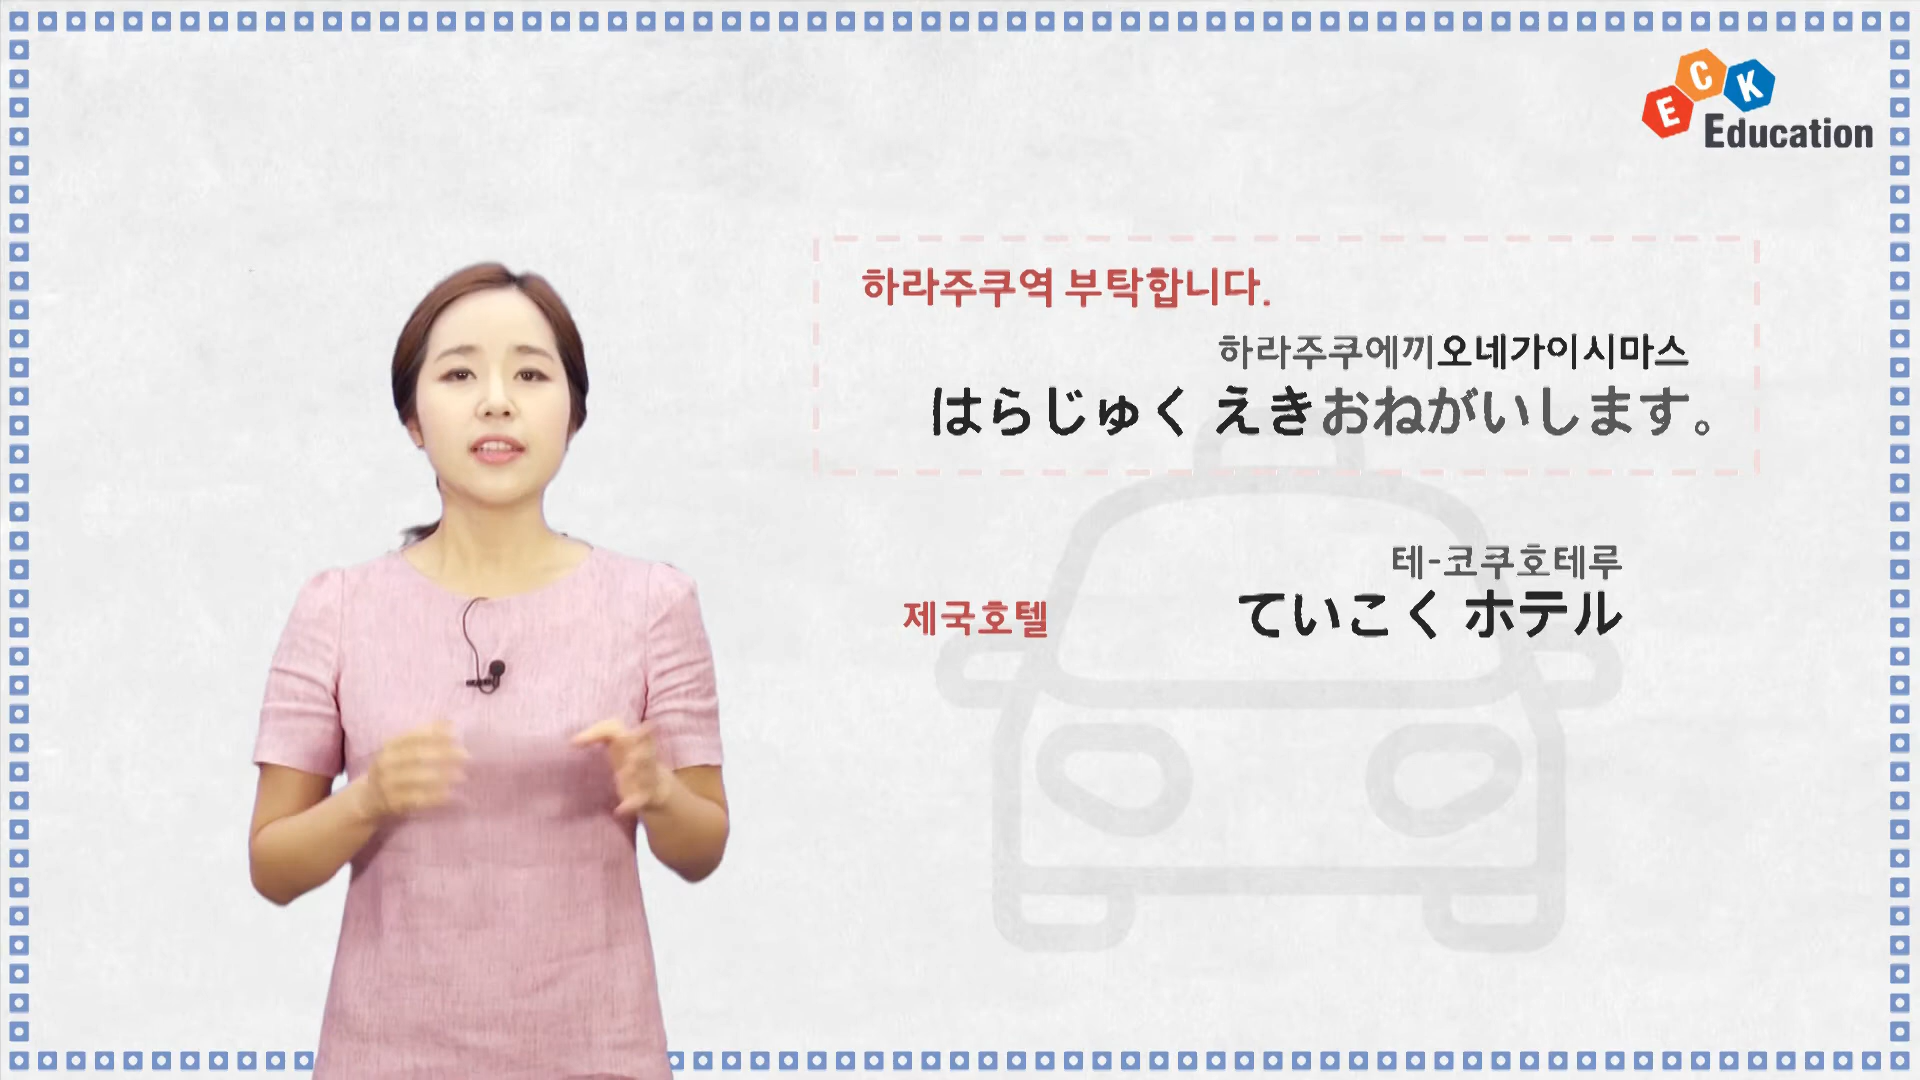 ECK
Education
하라주쿠역 부탁합니다.
하라주쿠에끼오네가이시마스
はらじゅく えきおねがいします。
테-코쿠호테루
제국호텔 ていこく ホテル